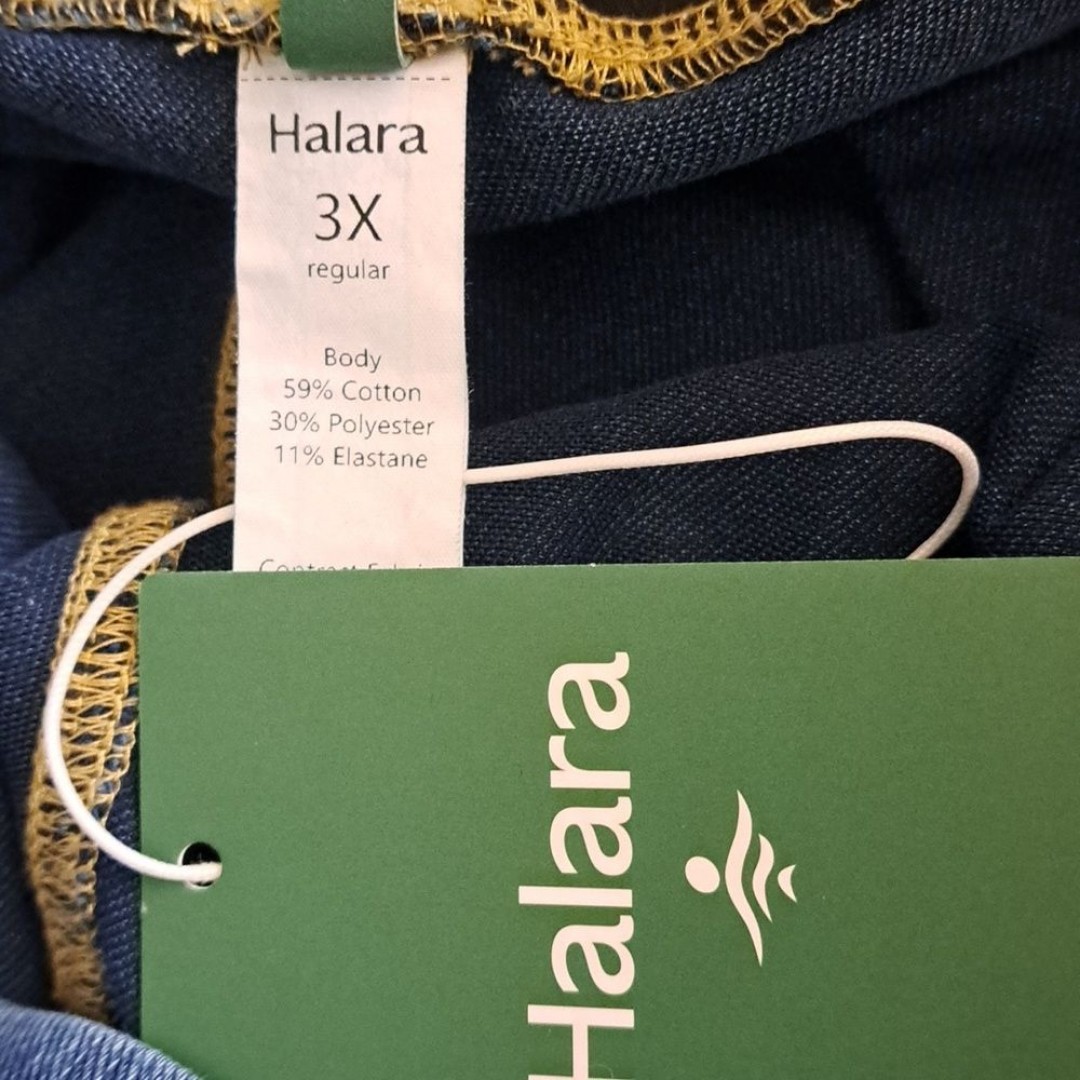 Halara
3X
regular
Body
59% Cotton
30% Polyester
11% Elastane
Halara